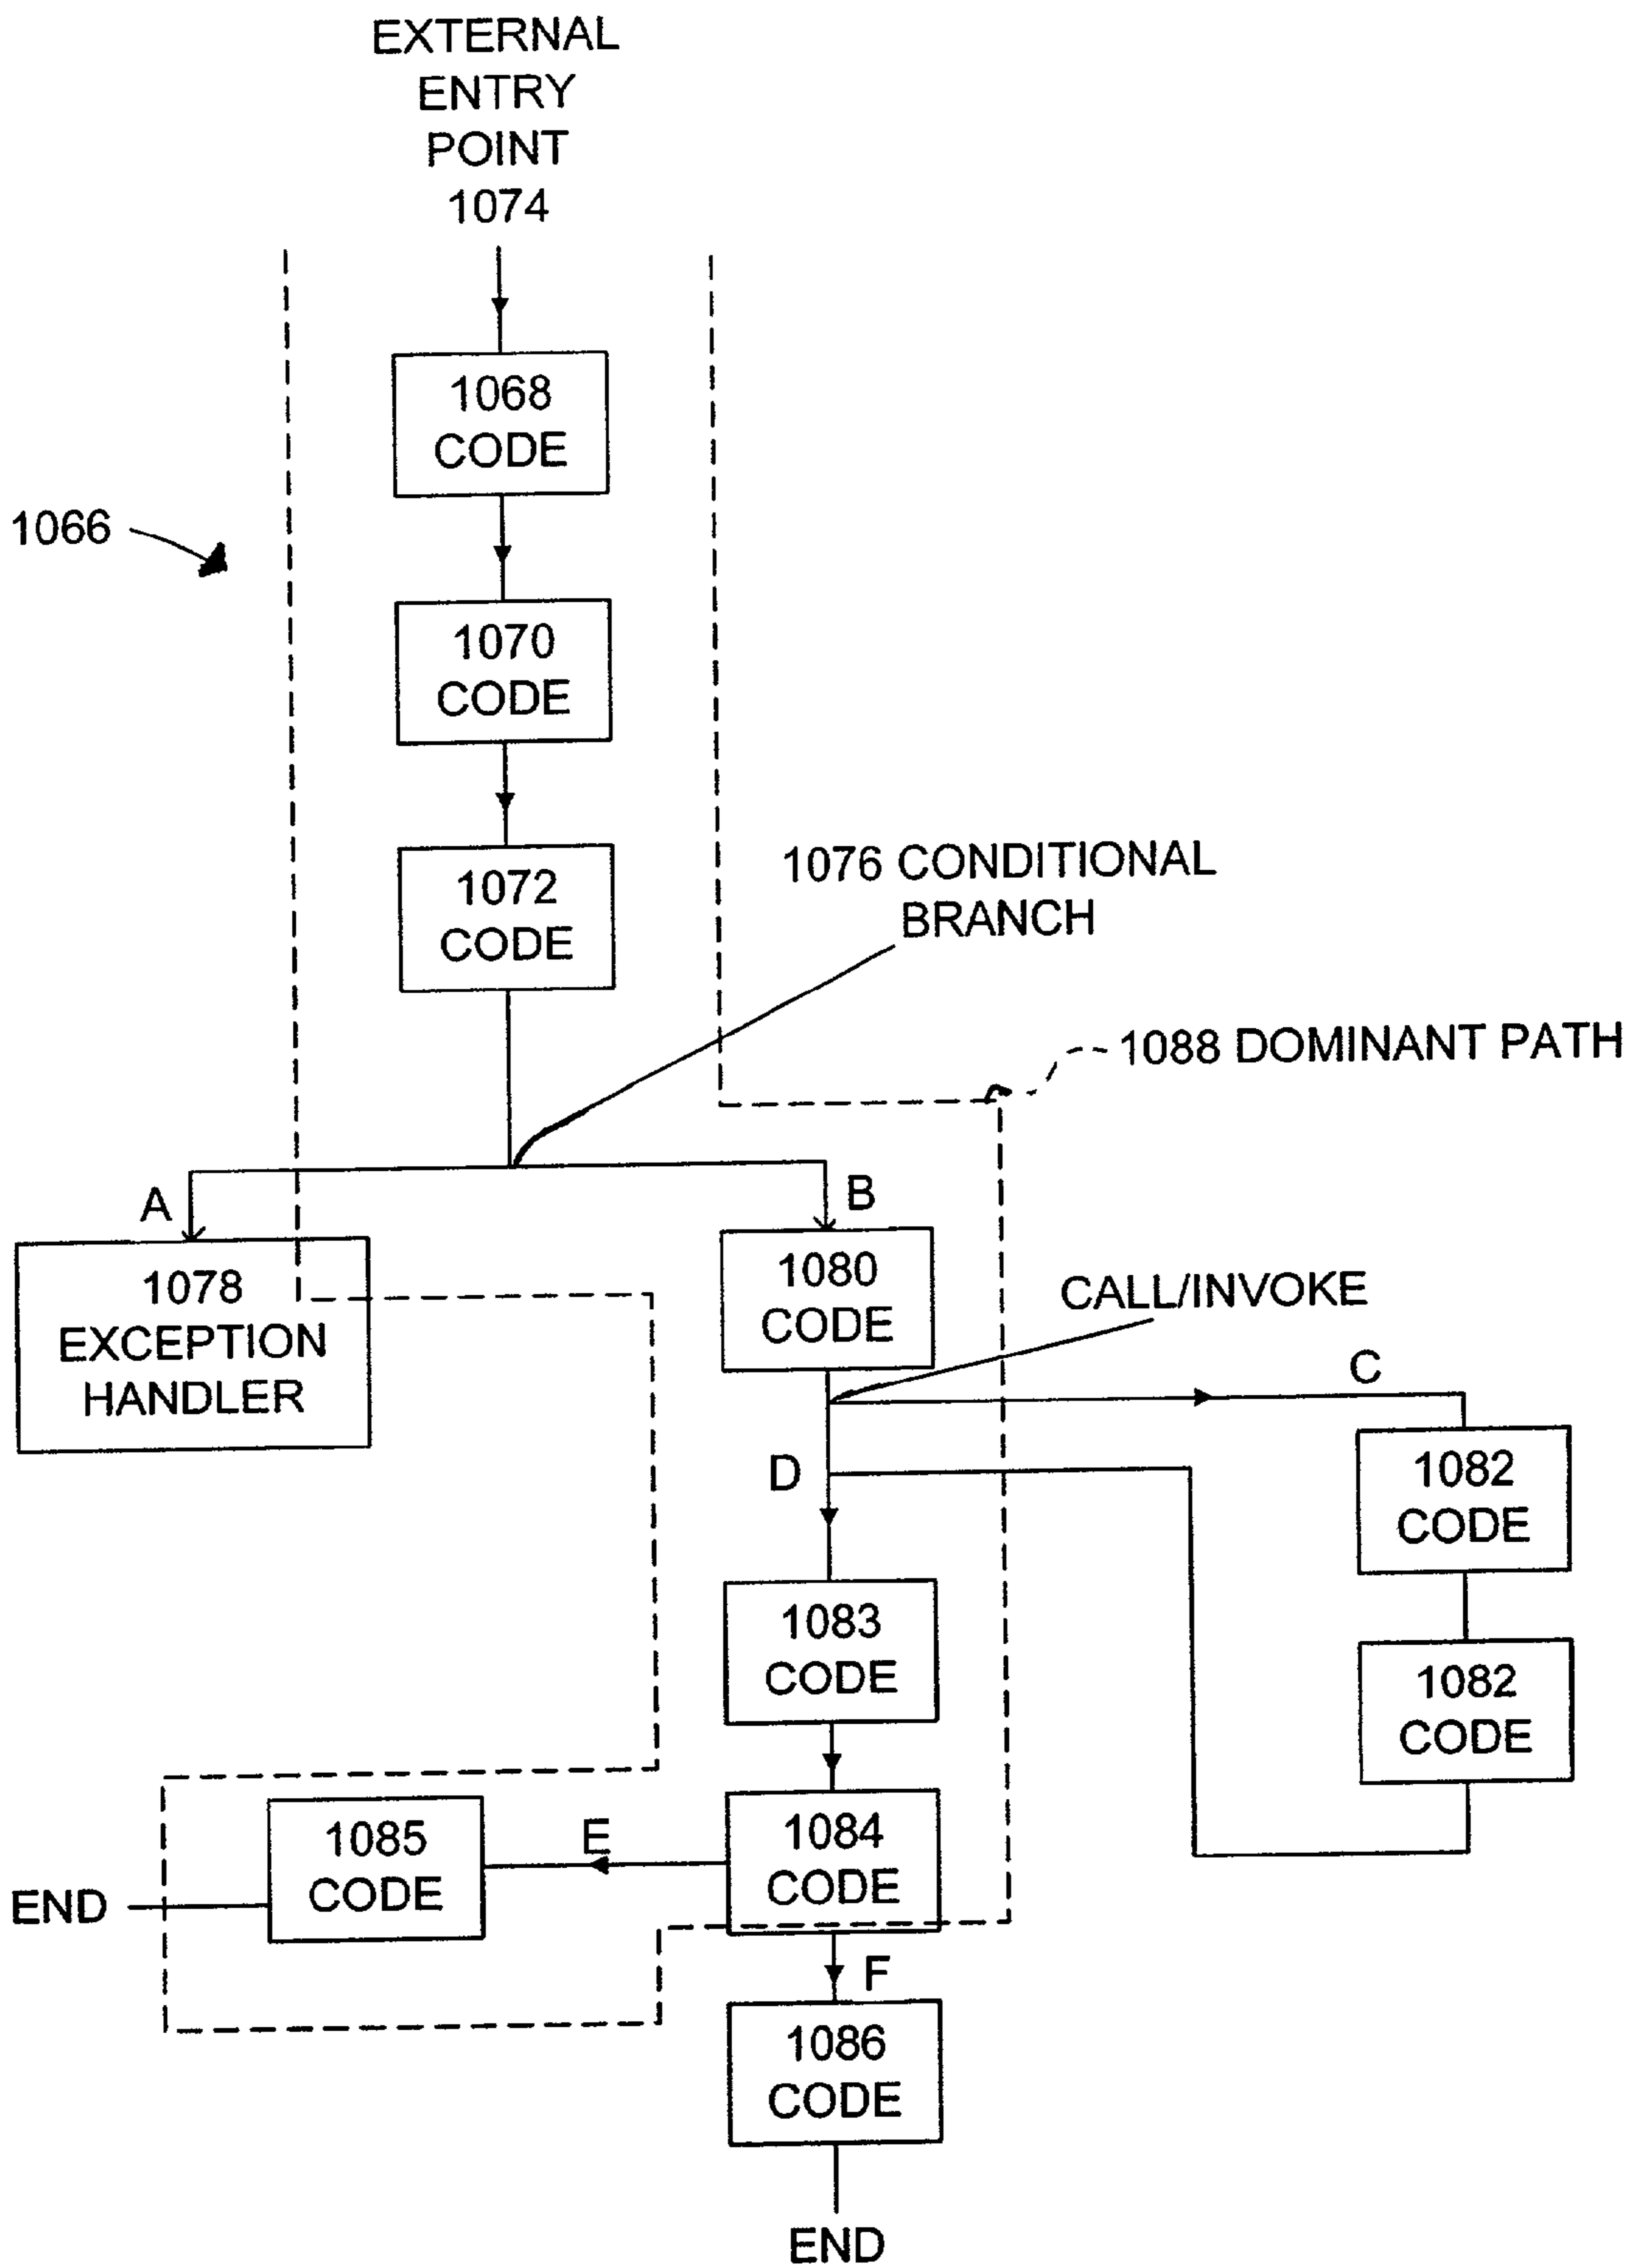 EXTERNAL
ENTRY
POINT
1074
1068
CODE
1066
1070
CODE
1072
CODE
1076 CONDITIONAL
BRANCH
1088 DOMINANT PATH
A
B
1078
EXCEPTION
HANDLER
1080
CODE
CALL/INVOKE
C
D
1082
CODE
1083
CODE
1082
CODE
1085
CODE
E
1084
CODE
END
F
1086
CODE
END